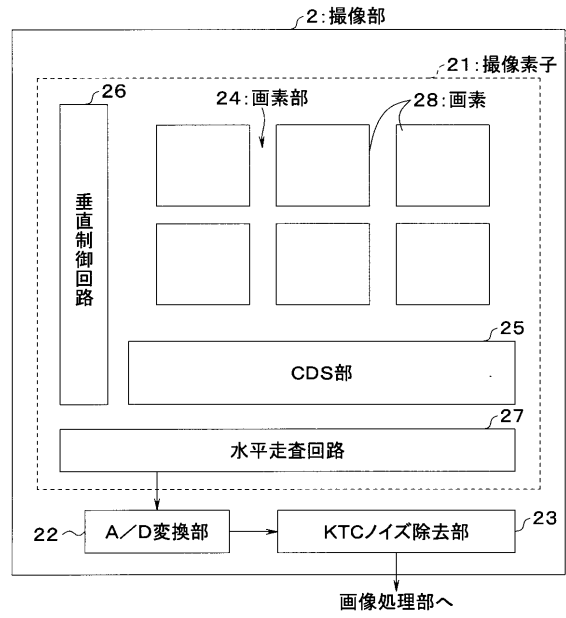 2:撮像部
21:撮像素子
26
24:画素部
28:画素
垂直制御回路
25
CDS部
27
水平走査回路
22
A/D変換部
KTCノイズ除去部
23
画像処理部へ